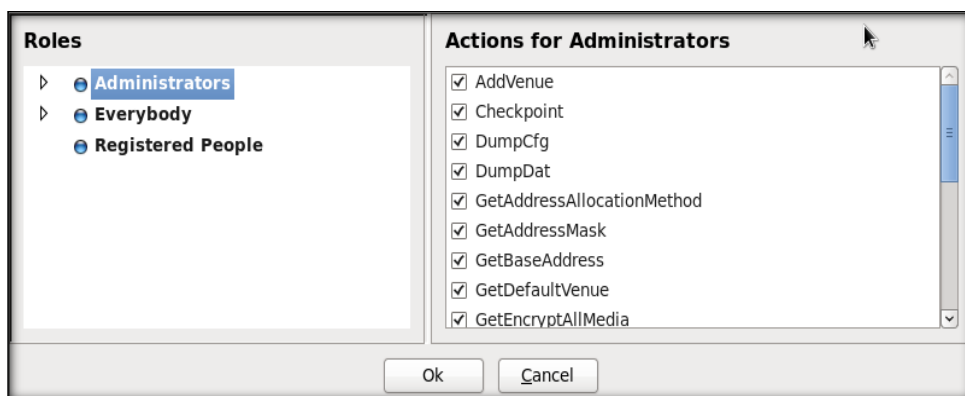 Roles
Administrators
Everybody
Registered People
Actions for Administrators
AddVenue
Checkpoint
DumpCfg
DumpDat
GetAddressAllocationMethod
GetAddressMask
GetBaseAddress
GetDefaultVenue
GetEncryptAllMedia
Ok
Cancel